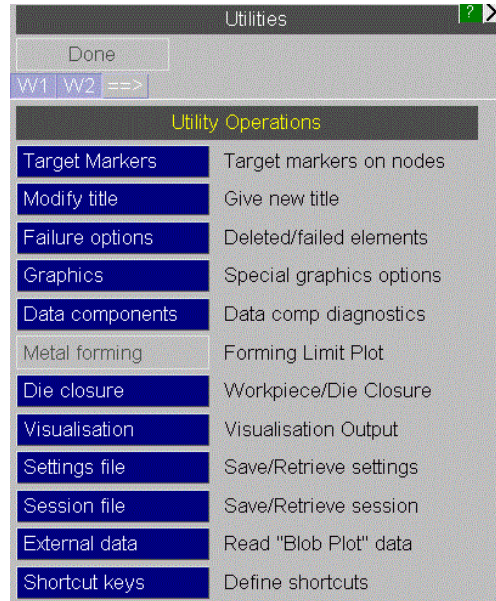 Utilities ? X
Done
W1 W2 ==>
Utility Operations
Target Markers Target markers on nodes
Modify title Give new title
Failure options Deleted/failed elements
Graphics Special graphics options
Data components Data comp diagnostics
Metal forming Forming Limit Plot
Die closure Workpiece/Die Closure
Visualisation Visualisation Output
Settings file Save/Retrieve settings
Session file Save/Retrieve session
External data Read "Blob Plot" data
Shortcut keys Define shortcuts